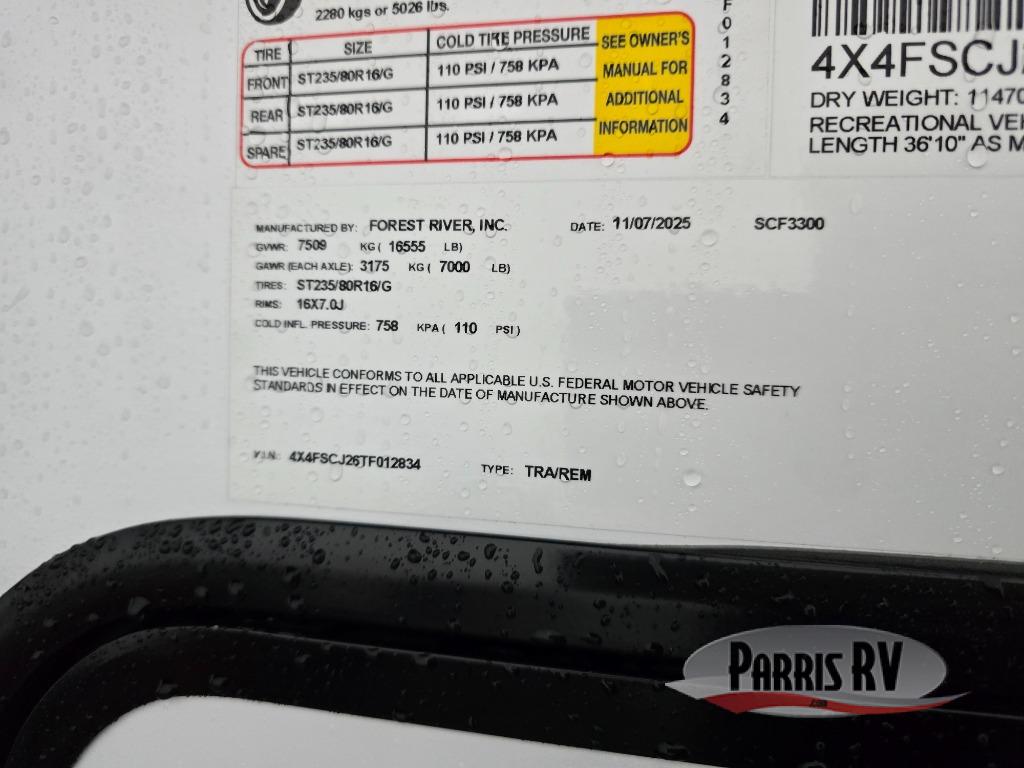 2280 kgs or 5026 lbs.
TIRE SIZE COLD TIRE PRESSURE
FRONT ST235/80R16/G 110 PSI / 758 KPA
REAR ST235/80R16/G 110 PSI / 758 KPA
SPARE ST235/80R16/G 110 PSI / 758 KPA
SEE OWNER'S
MANUAL FOR
ADDITIONAL
INFORMATION
F
0
1
2
8
3
4
4X4FSCJ
DRY WEIGHT: 11470
RECREATIONAL VEH
LENGTH 36'10" AS M
MANUFACTURED BY: FOREST RIVER, INC. DATE: 11/07/2025 SCF3300
GVWR: 7509 KG ( 16555 LB)
GAWR (EACH AXLE): 3175 KG ( 7000 LB)
TIRES: ST235/80R16/G
RIMS: 16X7.0J
COLD INFL. PRESSURE: 758 KPA ( 110 PSI )
THIS VEHICLE CONFORMS TO ALL APPLICABLE U.S. FEDERAL MOTOR VEHICLE SAFETY
STANDARDS IN EFFECT ON THE DATE OF MANUFACTURE SHOWN ABOVE.
V.I.N.: 4X4FSCJ26TF012834 TYPE: TRA/REM
PARRIS RV
.com